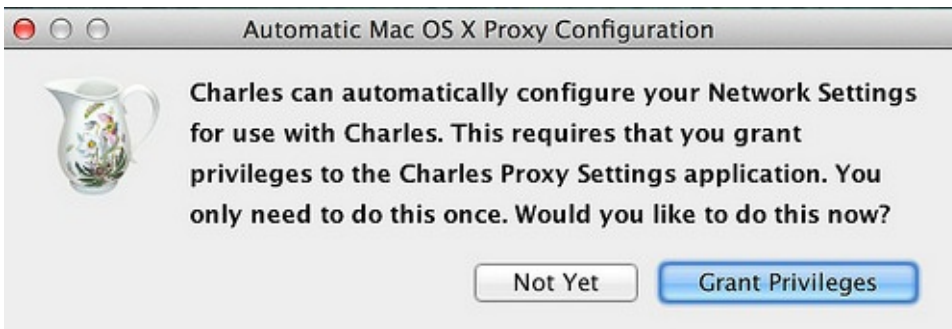 Automatic Mac OS X Proxy Configuration
Charles can automatically configure your Network Settings
for use with Charles. This requires that you grant
privileges to the Charles Proxy Settings application. You
only need to do this once. Would you like to do this now?
Not Yet
Grant Privileges